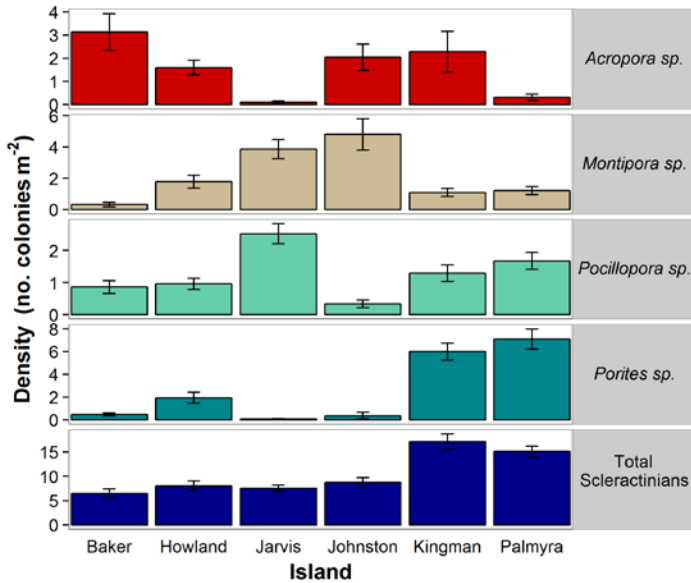 4
3
2
1
0
Acropora sp.
6
4
2
0
Montipora sp.
2
1
0
Pocillopora sp.
8
6
4
2
0
Porites sp.
15
10
5
0
Total
Scleractinians
Density (no. colonies m-2)
Baker Howland Jarvis Johnston Kingman Palmyra
Island